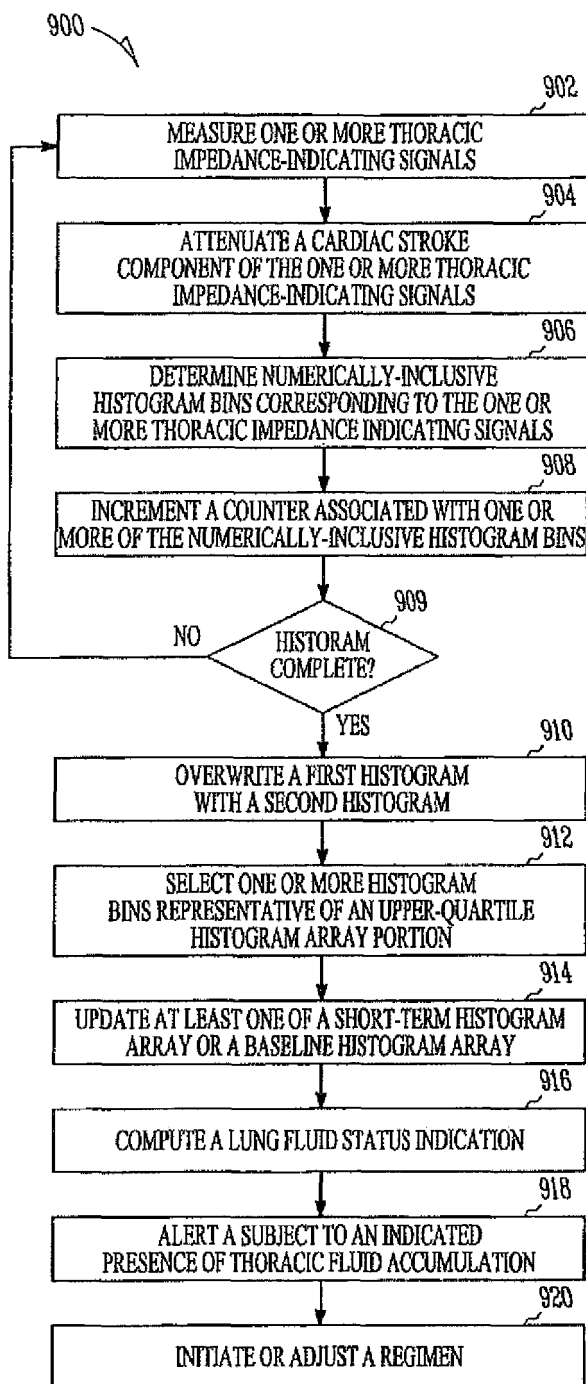 900
902
MEASURE ONE OR MORE THORACIC
IMPEDANCE-INDICATING SIGNALS
904
ATTENUATE A CARDIAC STROKE
COMPONENT OF THE ONE OR MORE THORACIC
IMPEDANCE-INDICATING SIGNALS
906
DETERMINE NUMERICALLY-INCLUSIVE
HISTOGRAM BINS CORRESPONDING TO THE ONE OR
MORE THORACIC IMPEDANCE INDICATING SIGNALS
908
INCREMENT A COUNTER ASSOCIATED WITH ONE OR
MORE OF THE NUMERICALLY-INCLUSIVE HISTOGRAM BINS
909
NO
HISTORAM
COMPLETE?
YES
910
OVERWRITE A FIRST HISTOGRAM
WITH A SECOND HISTOGRAM
912
SELECT ONE OR MORE HISTOGRAM
BINS REPRESENTATIVE OF AN UPPER-QUARTILE
HISTOGRAM ARRAY PORTION
914
UPDATE AT LEAST ONE OF A SHORT-TERM HISTOGRAM
ARRAY OR A BASELINE HISTOGRAM ARRAY
916
COMPUTE A LUNG FLUID STATUS INDICATION
918
ALERT A SUBJECT TO AN INDICATED
PRESENCE OF THORACIC FLUID ACCUMULATION
920
INITIATE OR ADJUST A REGIMEN